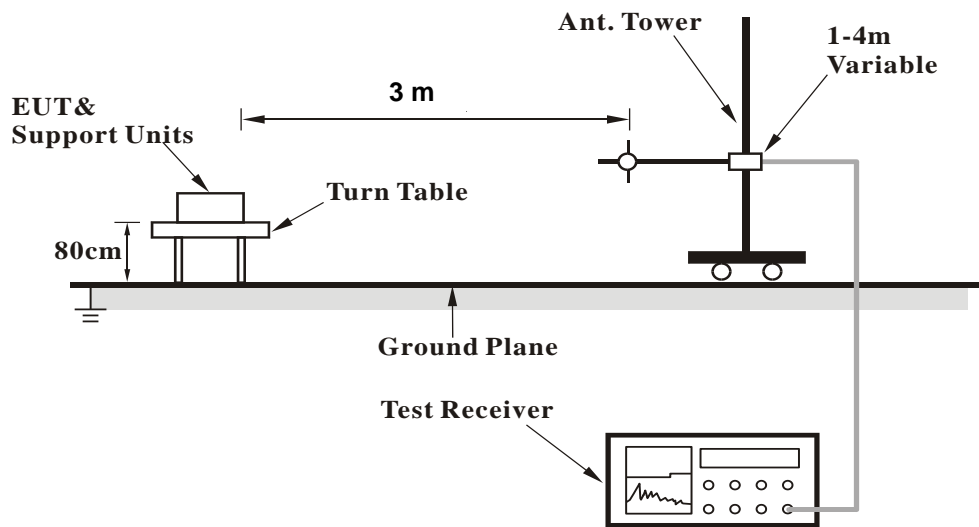 Ant. Tower
1-4m
Variable
3 m
EUT&
Support Units
Turn Table
80cm
Ground Plane
Test Receiver